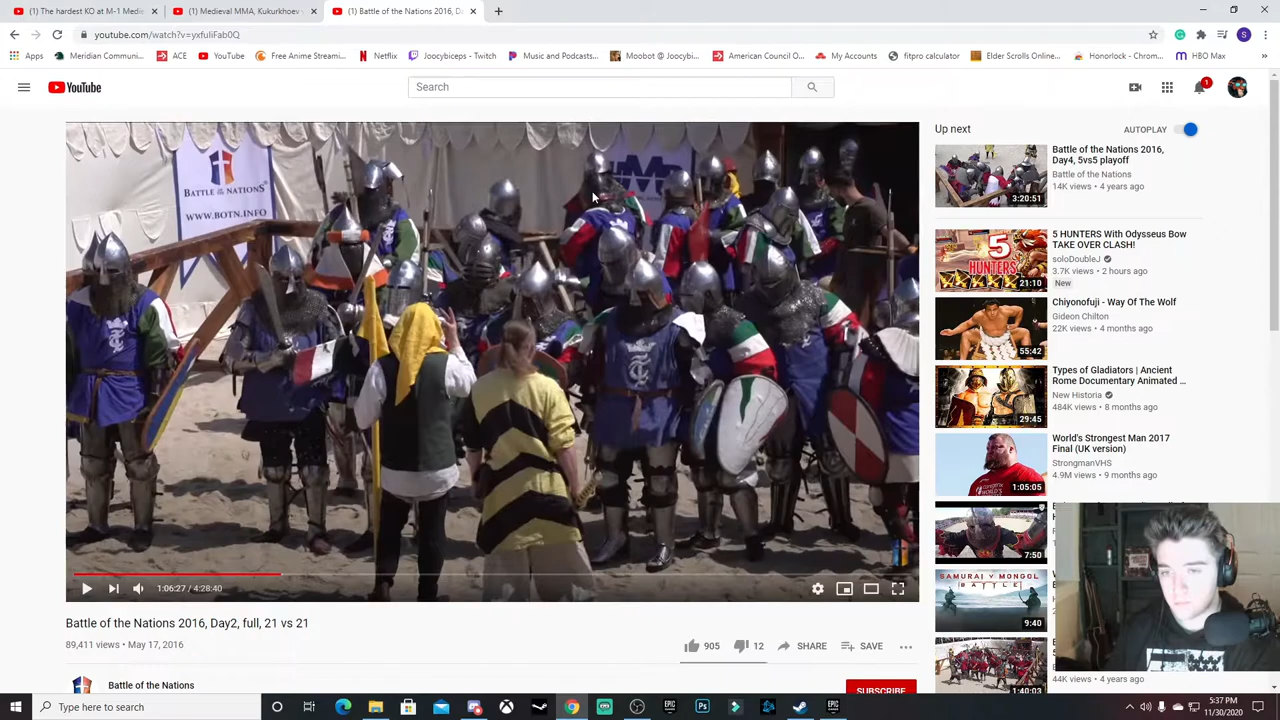 (1) The hardest KO at M-1 Medie
(1) Medieval MMA, Kukurkhoev v
(1) Battle of the Nations 2016, Da
youtube.com/watch?v=yxfuIiFab0Q
Apps
Meridian Communi...
ACE
YouTube
Free Anime Streami...
Netflix
Jocybiceps - Twitch
Music and Podcasts...
Moobot @ Jocybi...
American Council O...
My Accounts
fitpro calculator
Elder Scrolls Online...
Honorlock - Chrom...
HBO Max
YouTube
Search
1
Up next
AUTOPLAY
BATTLE OF THE NATIONS
WWW.BOTN.INFO
Battle of the Nations 2016,
Day4, 5vs5 playoff
Battle of the Nations
14K views • 4 years ago
3:20:51
5 HUNTERS With Odysseus Bow
TAKE OVER CLASH!
soloDoubleJ
3.7K views • 2 hours ago
New
5
HUNTERS
21:10
Chiyonofuji - Way Of The Wolf
Gideon Chilton
22K views • 4 months ago
55:42
Types of Gladiators | Ancient
Rome Documentary Animated ...
New Historia
484K views • 8 months ago
29:45
World's Strongest Man 2017
Final (UK version)
StrongmanVHS
4.9M views • 9 months ago
1:05:05
7:50
SAMURAI V MONGOL
BATTLE
9:40
44K views • 4 years ago
1:40:03
1:06:27 / 4:28:40
Battle of the Nations 2016, Day2, full, 21 vs 21
89,411 views • May 17, 2016
905
12
SHARE
SAVE
Battle of the Nations
SUBSCRIBE
Type here to search
5:37 PM
11/30/2020